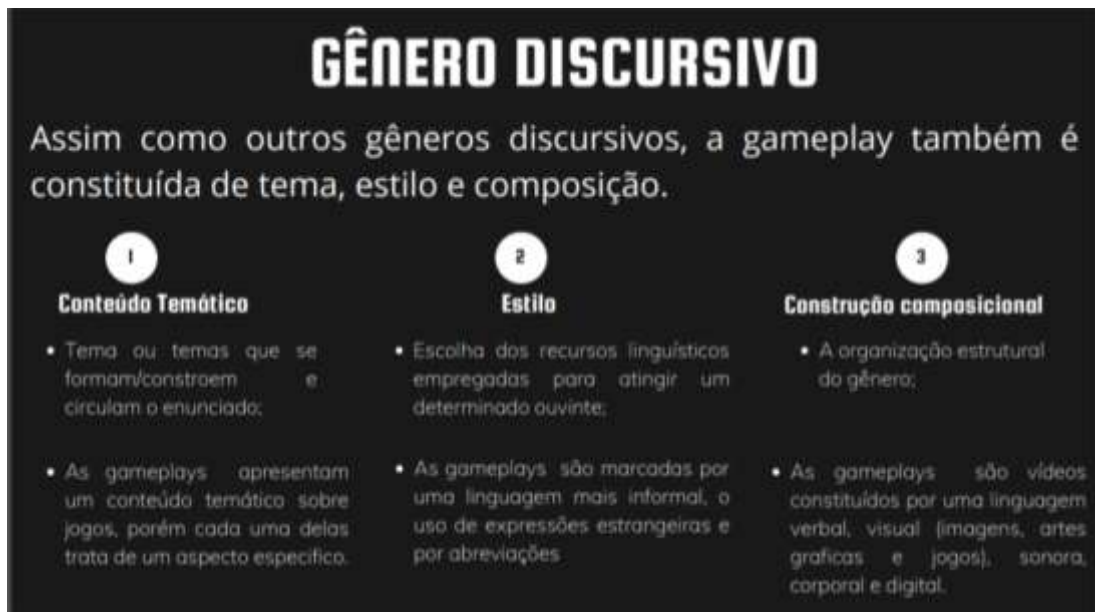 GÊNERO DISCURSIVO
Assim como outros gêneros discursivos, a gameplay também é
constituída de tema, estilo e composição.
1
Conteúdo Temático
• Tema ou temas que se
formam/constroem e
circulam o enunciado;
• As gameplays apresentam
um conteúdo temático sobre
jogos, porém cada uma delas
trata de um aspecto especifico.
2
Estilo
• Escolha dos recursos linguísticos
empregadas para atingir um
determinado ouvinte;
• As gameplays são marcadas por
uma linguagem mais informal, o
uso de expressões estrangeiras e
por abreviações
3
Construção composicional
• A organização estrutural
do gênero;
• As gameplays são vídeos
constituídos por uma linguagem
verbal, visual (imagens, artes
graficas e jogos), sonora,
corporal e digital.